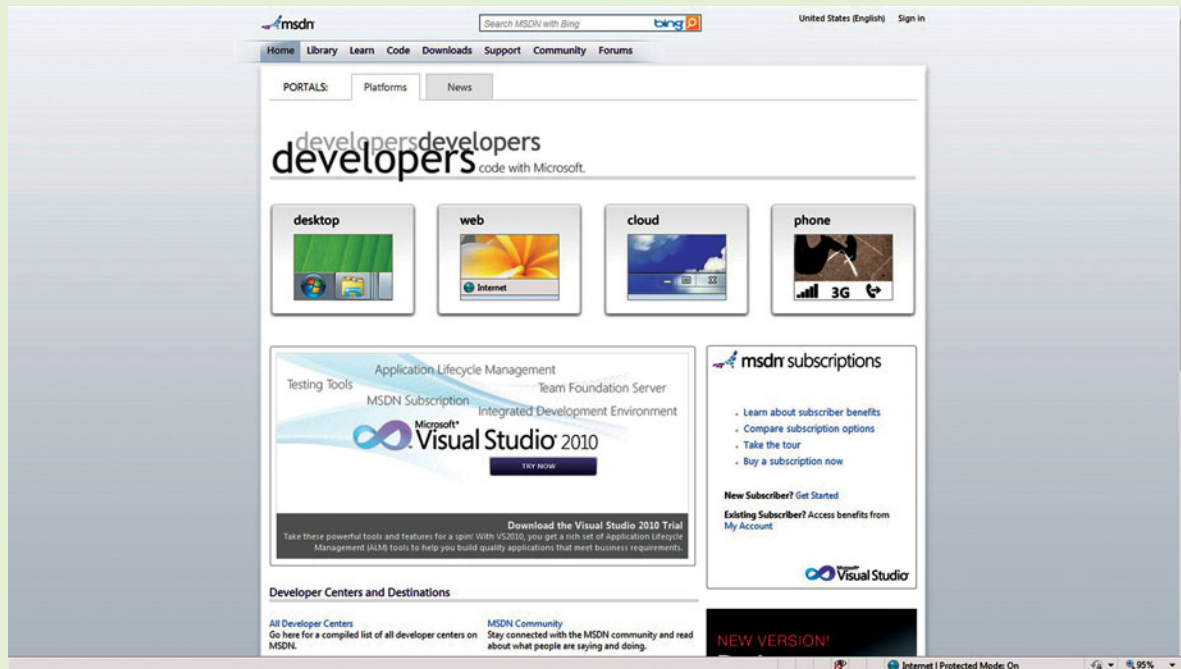 msdn
Search MSDN with Bing
bing
United States (English) Sign in
Home Library Learn Code Downloads Support Community Forums
PORTALS: Platforms News
developersdevelopers
developers code with Microsoft.
desktop
web
cloud
phone
Internet
3G
Application Lifecycle Management
Testing Tools
Team Foundation Server
MSDN Subscription
Integrated Development Environment
Microsoft®
Visual Studio® 2010
TRY NOW
Download the Visual Studio 2010 Trial
Take these powerful tools and features for a spin! With VS2010, you get a rich set of Application Lifecycle
Management (ALM) tools to help you build quality applications that meet business requirements.
msdn subscriptions
Learn about subscriber benefits
Compare subscription options
Take the tour
Buy a subscription now
New Subscriber? Get Started
Existing Subscriber? Access benefits from
My Account
Visual Studio
Developer Centers and Destinations
All Developer Centers
Go here for a compiled list of all developer centers on
MSDN.
MSDN Community
Stay connected with the MSDN community and read
about what people are saying and doing.
NEW VERSION!
Internet | Protected Mode: On
95%